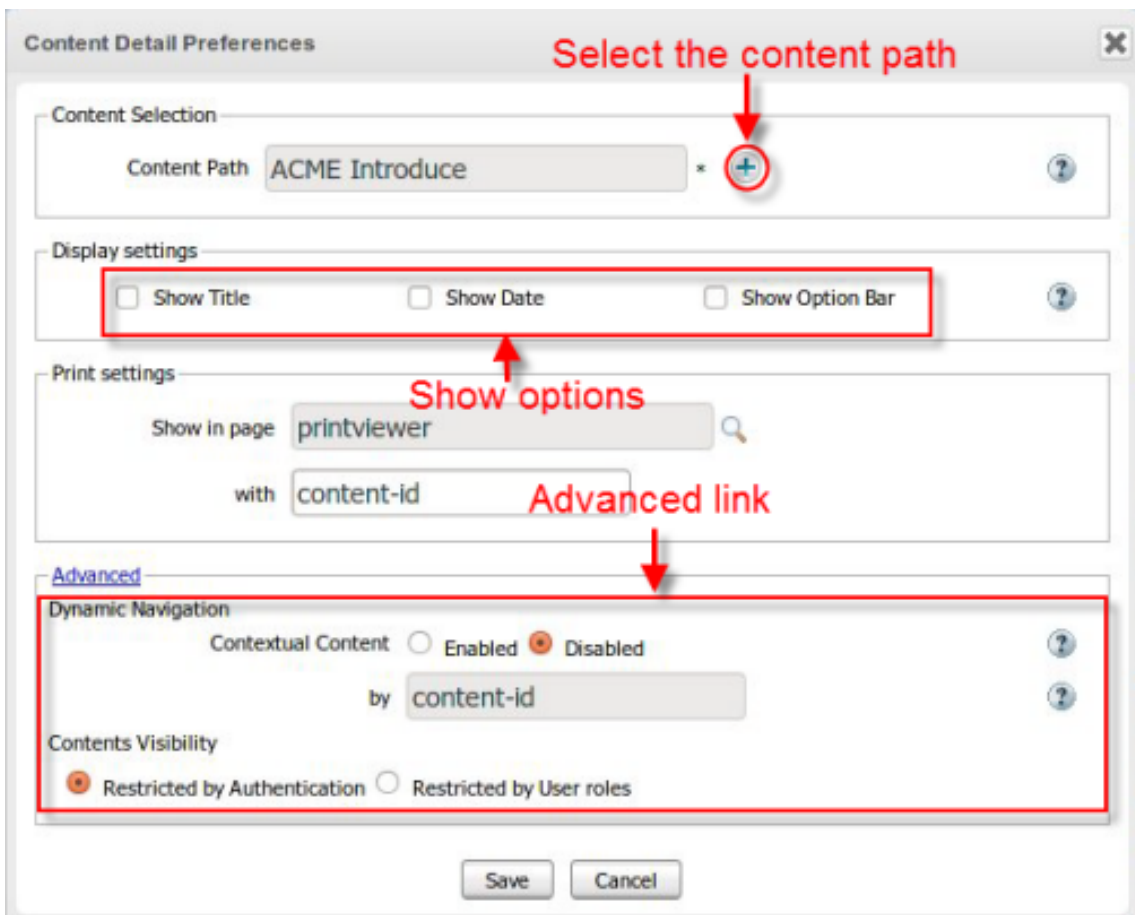 Content Detail Preferences
Select the content path
Content Selection
Content Path ACME Introduce *
Display settings
Show Title Show Date Show Option Bar
Show options
Print settings
Show in page printviewer
with content-id
Advanced link
Advanced
Dynamic Navigation
Contextual Content Enabled Disabled
by content-id
Contents Visibility
Restricted by Authentication Restricted by User roles
Save Cancel